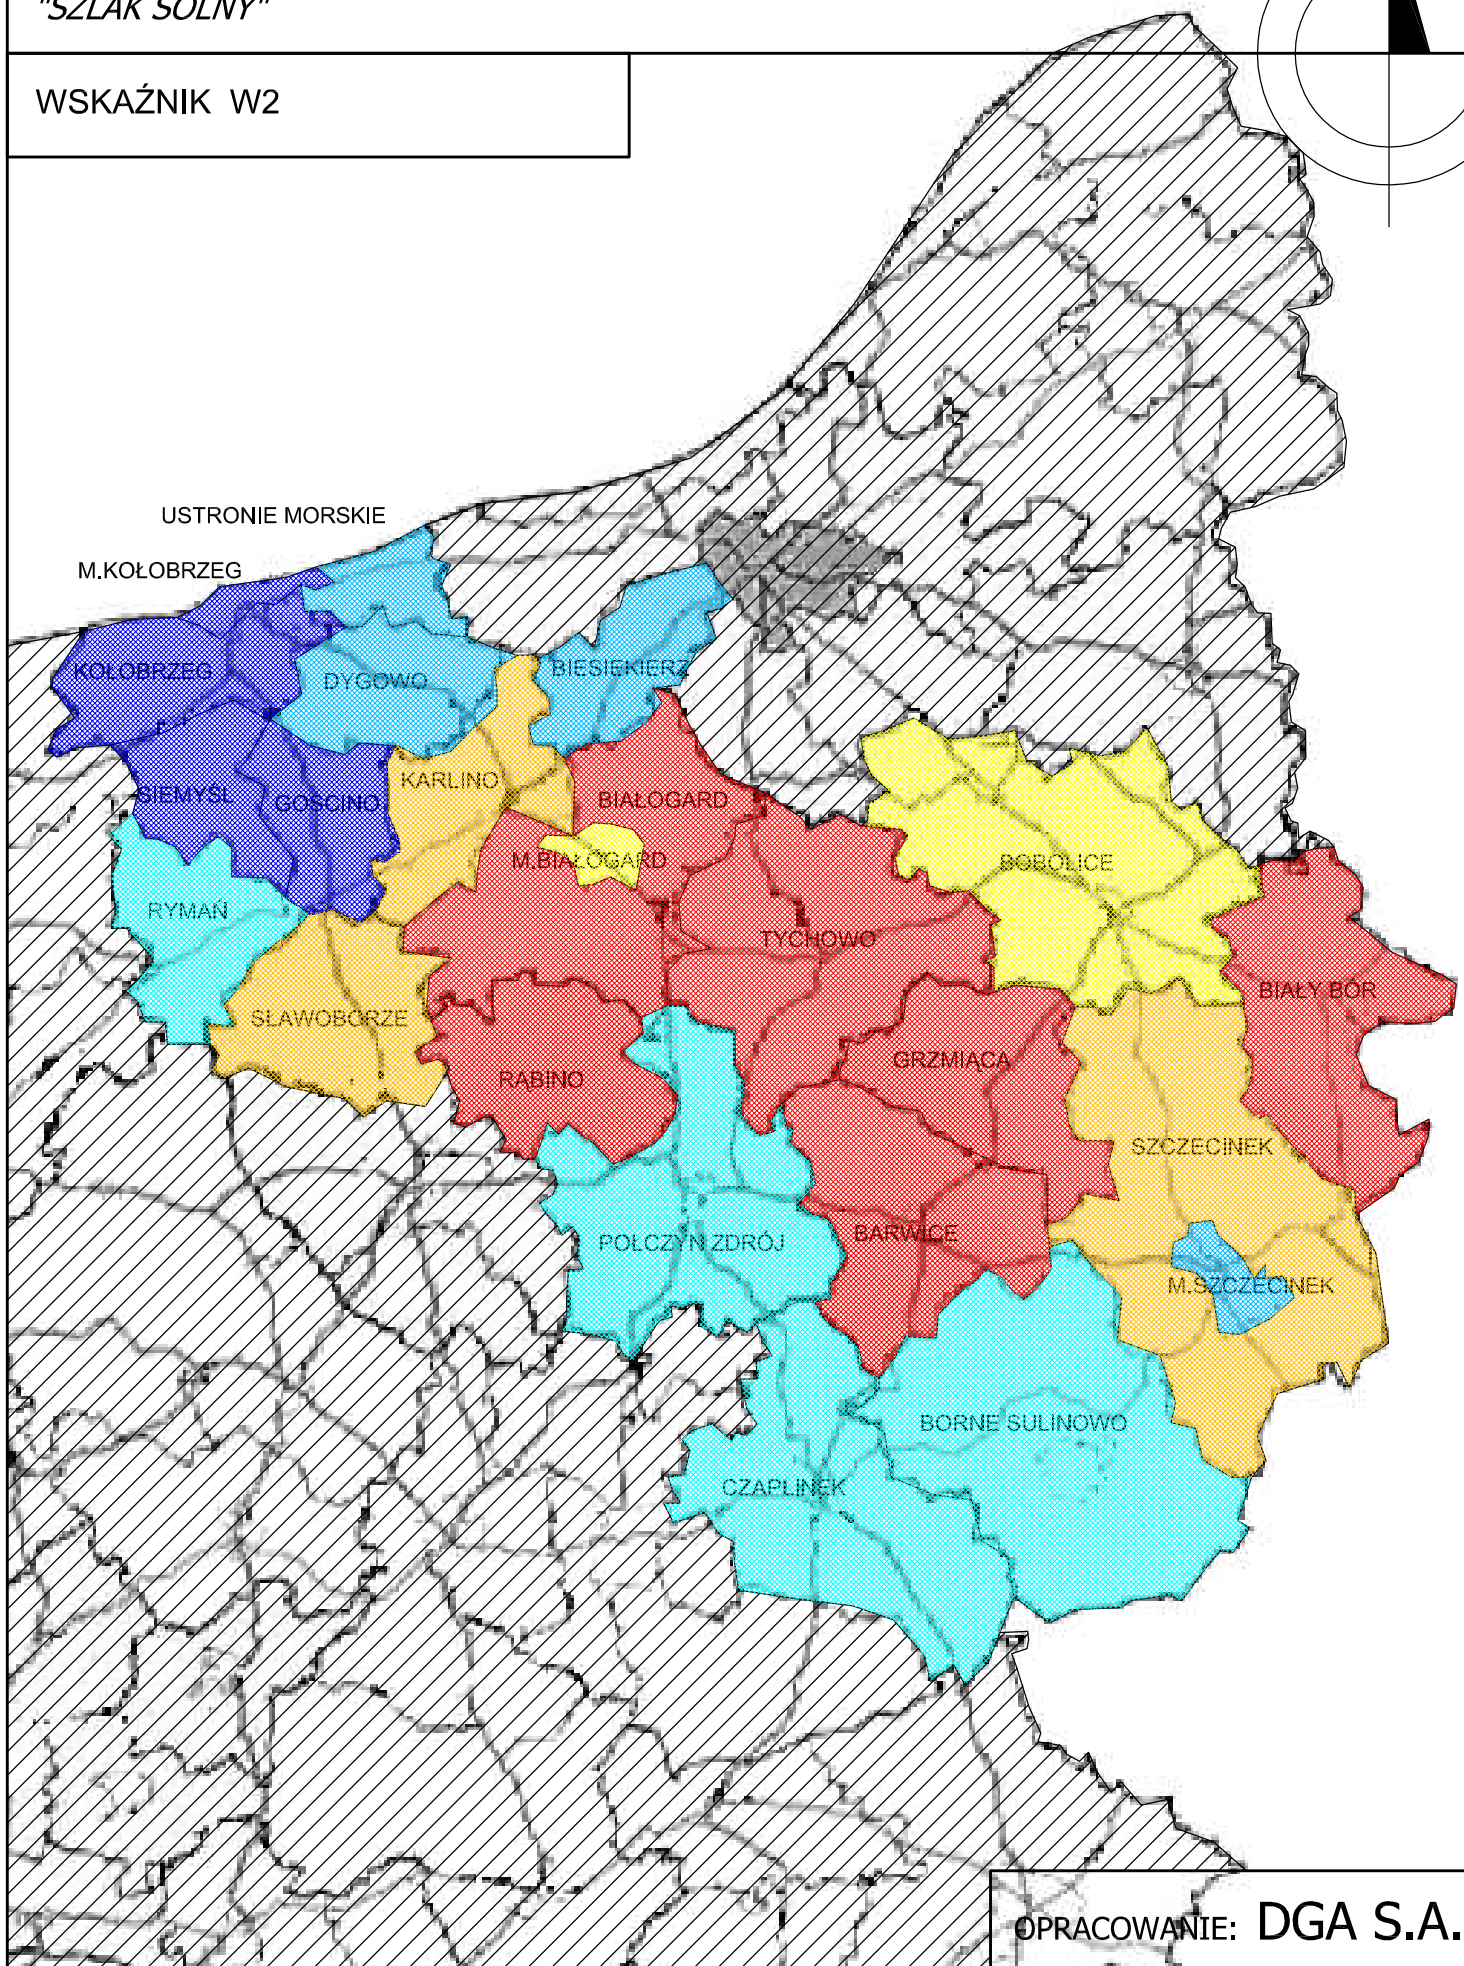 "SZLAK SOLNY"
WSKAŹNIK W2
USTRONIE MORSKIE
M.KOŁOBRZEG
KOŁOBRZEG
DYGOWO
BIESIEKIERZ
SIEMYŚL
GOŚCINO
KARLINO
BIAŁOGARD
M.BIAŁOGARD
BOBOLICE
RYMAŃ
TYCHOWO
BIAŁY BÓR
SŁAWOBORZE
GRZMIĄCA
RĄBINO
SZCZECINEK
POŁCZYN ZDRÓJ
BARWICE
M.SZCZECINEK
BORNE SULINOWO
CZAPLINEK
OPRACOWANIE: DGA S.A.